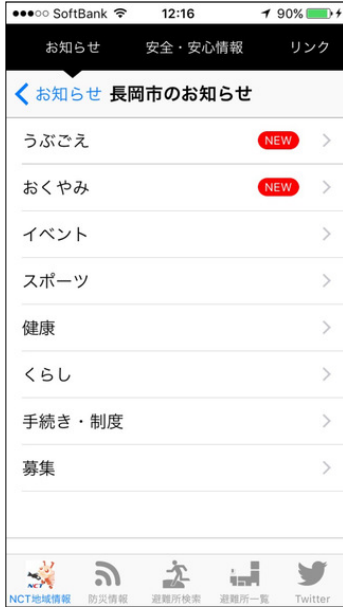 SoftBank 12:16 90%
お知らせ 安全・安心情報 リンク
お知らせ 長岡市のお知らせ
うぶごえ NEW
おくやみ NEW
イベント
スポーツ
健康
くらし
手続き・制度
募集
NCT
NCT地域情報 防災情報 避難所検索 避難所一覧 Twitter